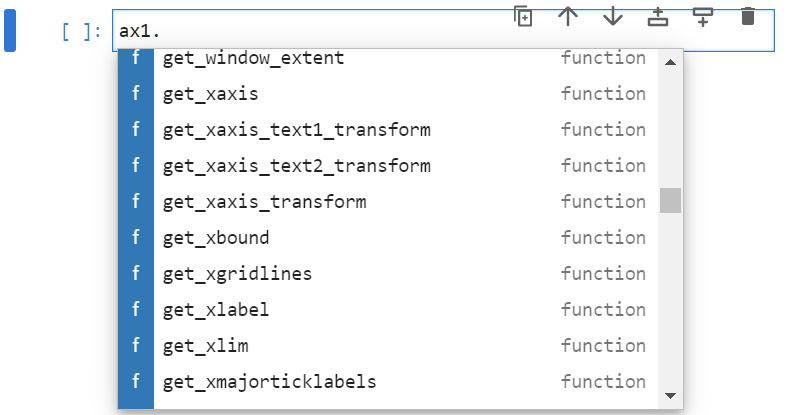 [ ]: ax1.
f get_window_extent function
f get_xaxis function
f get_xaxis_text1_transform function
f get_xaxis_text2_transform function
f get_xaxis_transform function
f get_xbound function
f get_xgridlines function
f get_xlabel function
f get_xlim function
f get_xmajorticklabels function